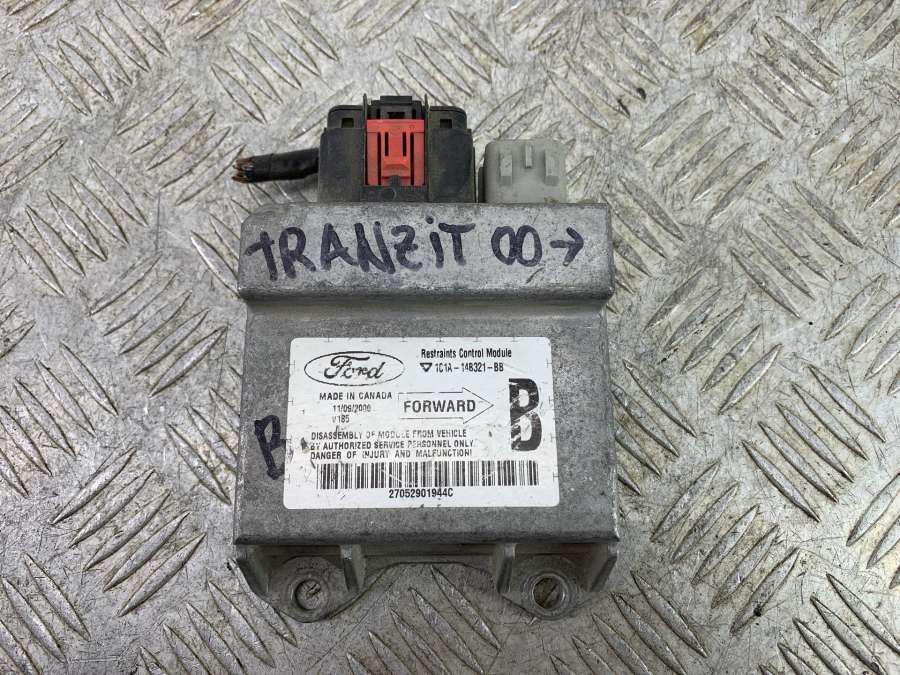 TRANZiT 00→
Ford
Restraints Control Module
1C1A-14B321-BB
MADE IN CANADA
11/09/2000
V185
FORWARD
B
B
DISASSEMBLY OF MODULE FROM VEHICLE
BY AUTHORIZED SERVICE PERSONNEL ONLY.
DANGER OF (INJURY AND MALFUNCTION)
27052901944C